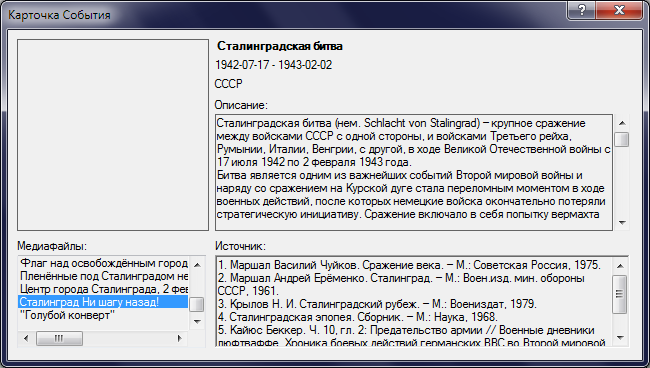 Карточка События
Сталинградская битва
1942-07-17 - 1943-02-02
СССР
Описание:
Сталинградская битва (нем. Schlacht von Stalingrad) – крупное сражение
между войсками СССР с одной стороны, и войсками Третьего рейха,
Румынии, Италии, Венгрии, с другой, в ходе Великой Отечественной войны с
17 июля 1942 по 2 февраля 1943 года.
Битва является одним из важнейших событий Второй мировой войны и
наряду со сражением на Курской дуге стала переломным моментом в ходе
военных действий, после которых немецкие войска окончательно потеряли
стратегическую инициативу. Сражение включало в себя попытку вермахта
Медиафайлы:
Флаг над освобождённым город
Пленённые под Сталинградом не
Центр города Сталинграда, 2 фев
Сталинград Ни шагу назад!
"Голубой конверт"
Источник:
1. Маршал Василий Чуйков. Сражение века. – М.: Советская Россия, 1975.
2. Маршал Андрей Ерёменко. Сталинград. – М.: Воен.изд. мин. обороны
СССР, 1961.
3. Крылов Н. И. Сталинградский рубеж. – М.: Воениздат, 1979.
4. Сталинградская эпопея. Сборник. – М.: Наука, 1968.
5. Кайюс Беккер. Ч. 10, гл. 2: Предательство армии // Военные дневники
люфтваффе. Хроника боевых действий германских ВВС во Второй мировой